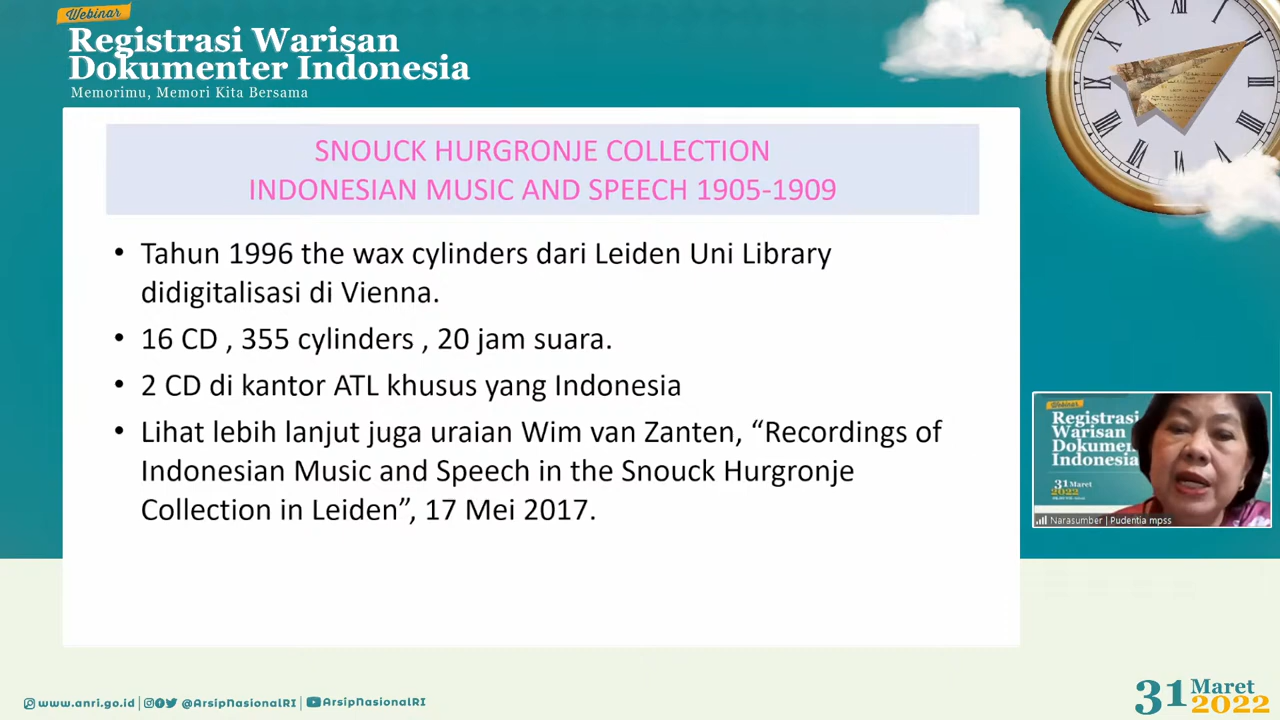 Webinar
Registrasi Warisan
Dokumenter Indonesia
Memorimu, Memori Kita Bersama
SNOUCK HURGRONJE COLLECTION
INDONESIAN MUSIC AND SPEECH 1905-1909
• Tahun 1996 the wax cylinders dari Leiden Uni Library
didigitalisasi di Vienna.
• 16 CD , 355 cylinders , 20 jam suara.
• 2 CD di kantor ATL khusus yang Indonesia
• Lihat lebih lanjut juga uraian Wim van Zanten, “Recordings of
Indonesian Music and Speech in the Snouck Hurgronje
Collection in Leiden”, 17 Mei 2017.
Webinar
Registrasi
Warisan
Dokumen
Indonesia
31 Maret
2022
Narasumber | Pudentia mpss
www.anri.go.id | @ArsipNasionalRI | ArsipNasionalRI
31 Maret
2022